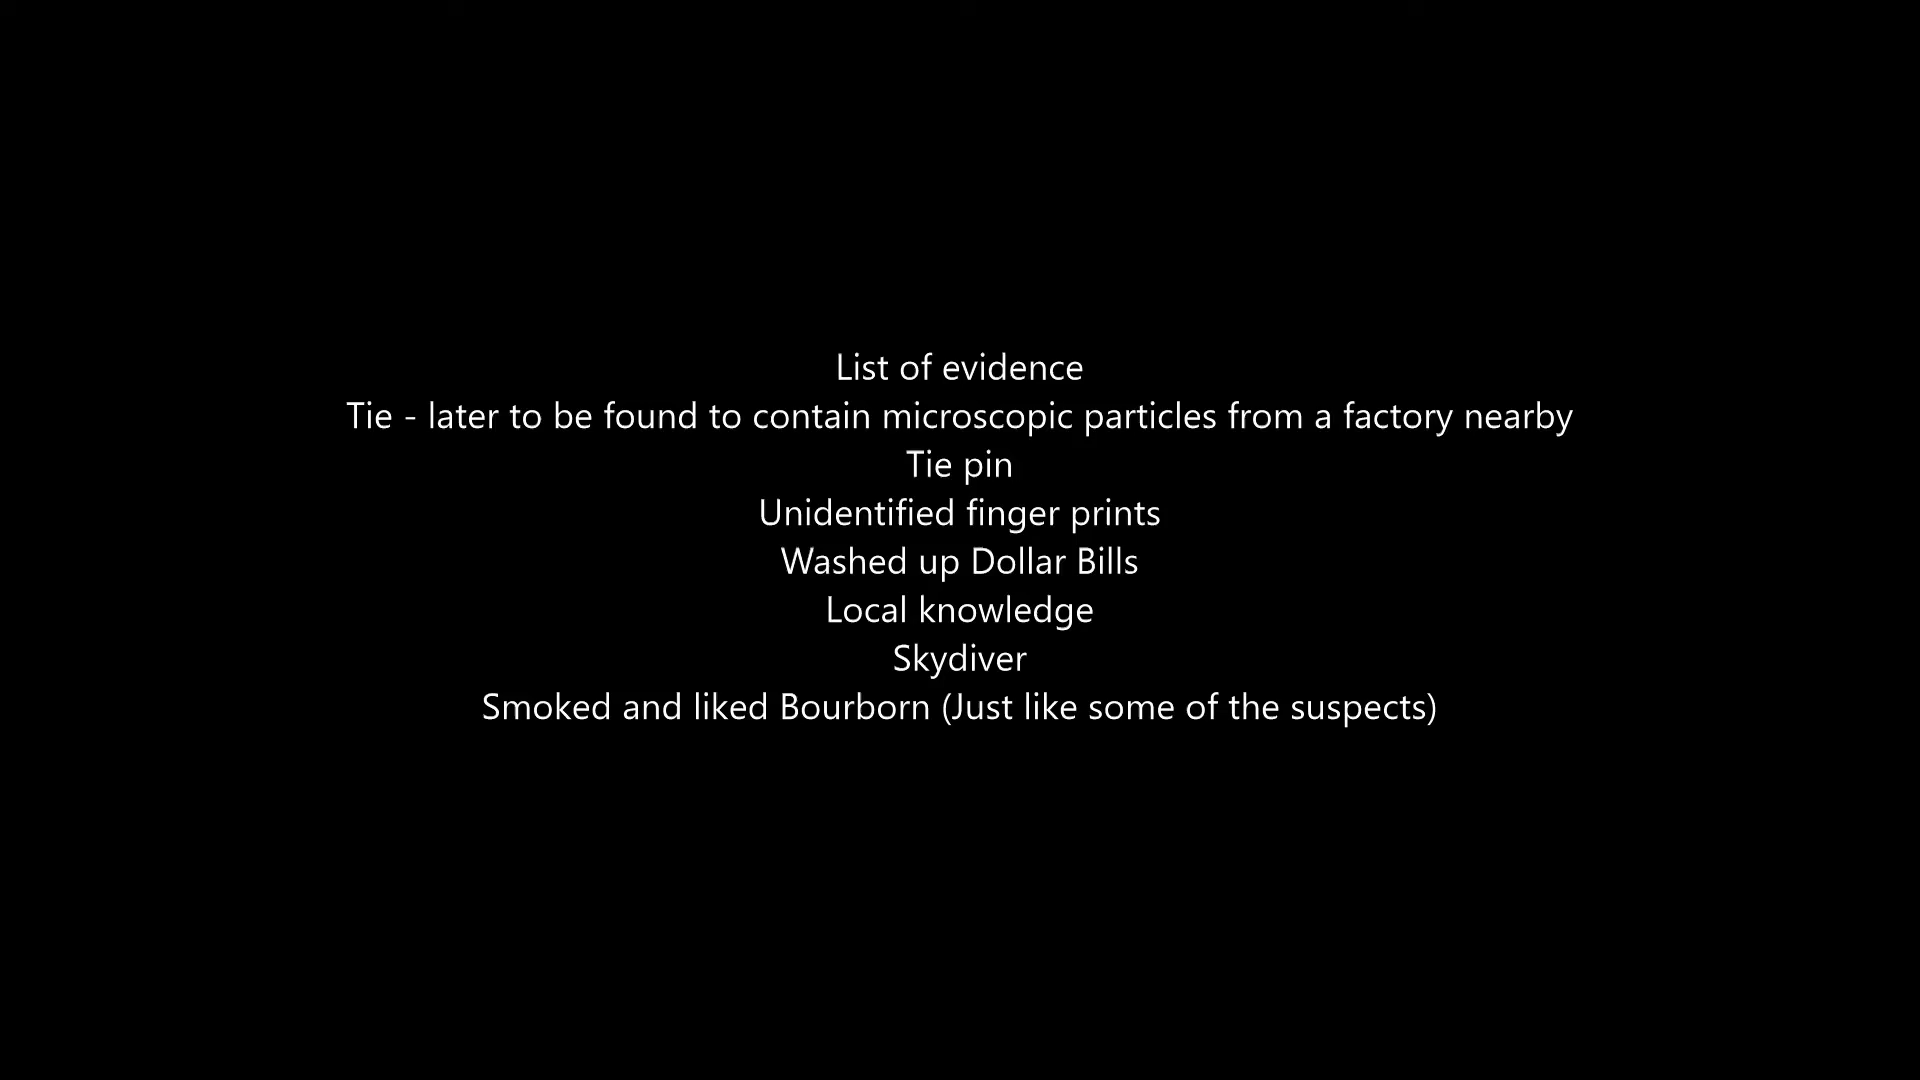 List of evidence
Tie - later to be found to contain microscopic particles from a factory nearby
Tie pin
Unidentified finger prints
Washed up Dollar Bills
Local knowledge
Skydiver
Smoked and liked Bourborn (Just like some of the suspects)